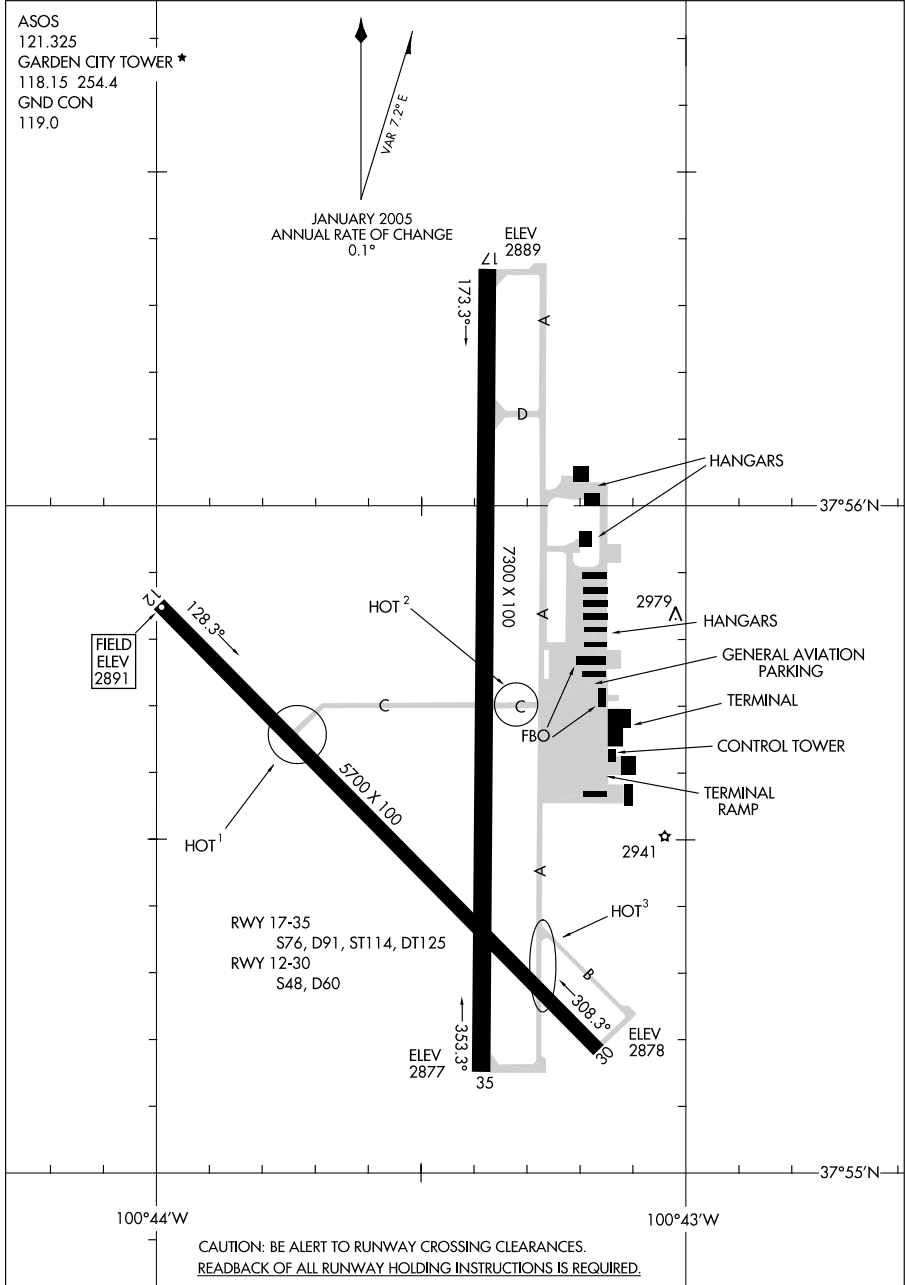 ASOS
121.325
GARDEN CITY TOWER ★
118.15 254.4
GND CON
119.0
VAR 7.2° E
JANUARY 2005
ANNUAL RATE OF CHANGE
0.1°
ELEV
2889
17
173.3°
A
D
HANGARS
37°56'N
7300 X 100
12
128.3°
HOT 2
A
2979
HANGARS
FIELD
ELEV
2891
GENERAL AVIATION
PARKING
C
C
TERMINAL
FBO
CONTROL TOWER
5700 X 100
TERMINAL
RAMP
HOT 1
2941
A
HOT 3
RWY 17-35
S76, D91, ST114, DT125
RWY 12-30
S48, D60
B
308.3°
353.3°
ELEV
2878
30
ELEV
2877
35
37°55'N
100°44'W
100°43'W
CAUTION: BE ALERT TO RUNWAY CROSSING CLEARANCES.
READBACK OF ALL RUNWAY HOLDING INSTRUCTIONS IS REQUIRED.